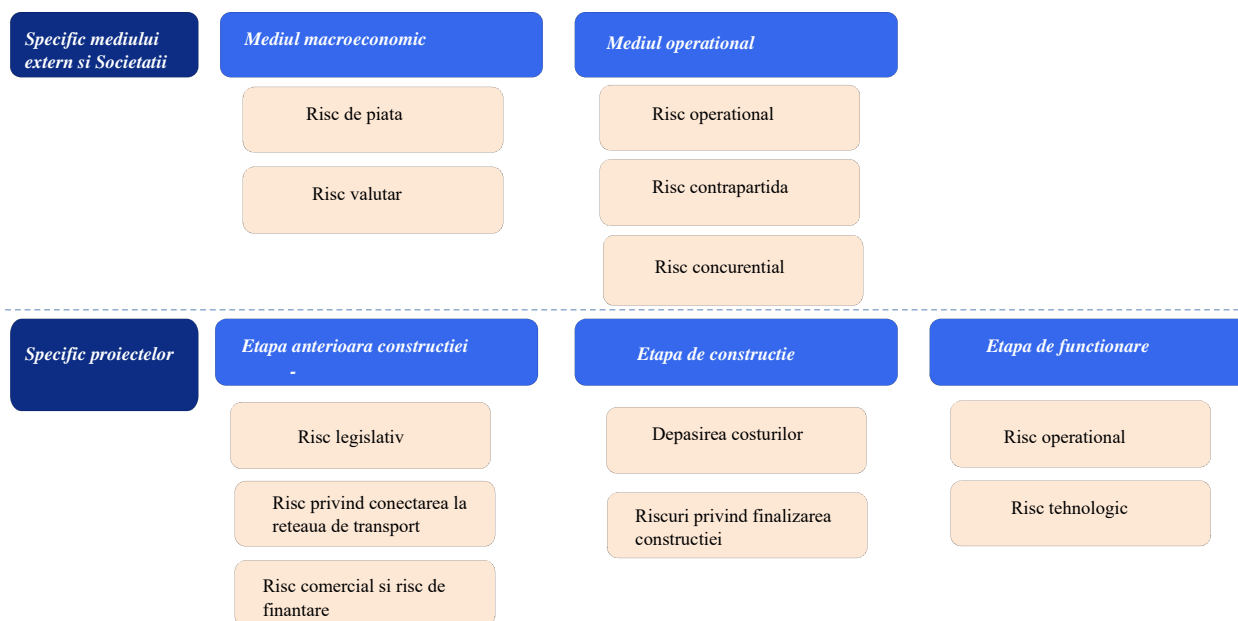 Specific mediului
extern si Societatii
Mediul macroeconomic
Mediul operational
Risc de piata
Risc operational
Risc valutar
Risc contrapartida
Risc concurential
Specific proiectelor
Etapa anterioara constructiei
-
Etapa de constructie
Etapa de functionare
Risc legislativ
Depasirea costurilor
Risc operational
Risc privind conectarea la
reteaua de transport
Riscuri privind finalizarea
constructiei
Risc tehnologic
Risc comercial si risc de
finantare